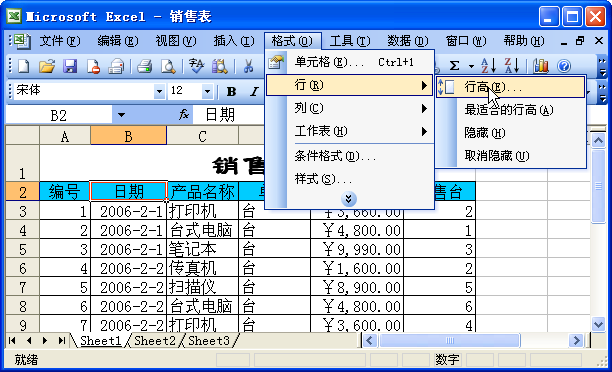 Microsoft Excel - 销售表
文件(F) 编辑(E) 视图(V) 插入(I) 格式(O) 工具(T) 数据(D) 窗口(W) 帮助(H)
宋体 12 B I U
B2 fx 日期
单元格(E)... Ctrl+1
行(R)
列(C)
工作表(H)
条件格式(D)...
样式(S)...
行高(E)...
最适合的行高(A)
隐藏(H)
取消隐藏(U)
A B C
1 销售
2 编号 日期 产品名称 售台
3 1 2006-2-1 打印机 台 ￥3,660.00 2
4 2 2006-2-1 台式电脑 台 ￥4,800.00 1
5 3 2006-2-1 笔记本 台 ￥9,990.00 3
6 4 2006-2-2 传真机 台 ￥1,600.00 2
7 5 2006-2-2 扫描仪 台 ￥8,900.00 5
8 6 2006-2-2 台式电脑 台 ￥4,800.00 6
9 7 2006-2-2 打印机 台 ￥3,600.00 4
Sheet1 Sheet2 Sheet3
就绪 数字